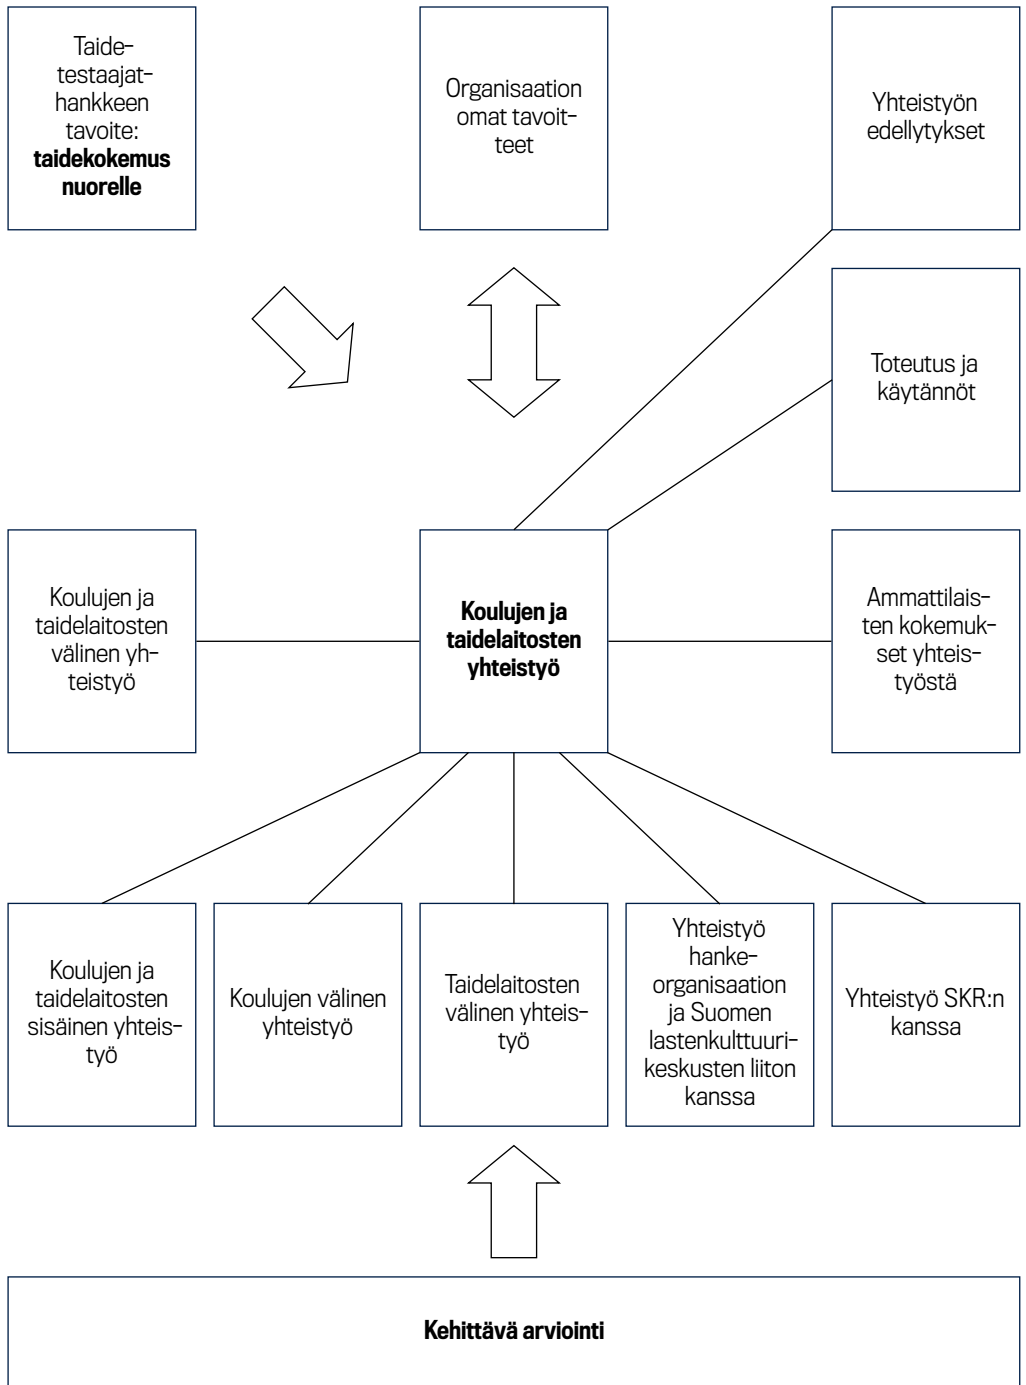 Taide-
testaajat-
hankkeen
tavoite:
taidekokemus
nuorelle
Organisaation
omat tavoit-
teet
Yhteistyön
edellytykset
Toteutus ja
käytännöt
Koulujen ja
taidelaitosten
välinen yh-
teistyö
Koulujen ja
taidelaitosten
yhteistyö
Ammattilais-
ten kokemuk-
set yhteis-
työstä
Koulujen ja
taidelaitosten
sisäinen yhteis-
työ
Koulujen välinen
yhteistyö
Taidelaitosten
välinen yhteis-
työ
Yhteistyö
hanke-
organisaation
ja Suomen
lastenkulttuuri-
keskusten liiton
kanssa
Yhteistyö SKR:n
kanssa
Kehittävä arviointi